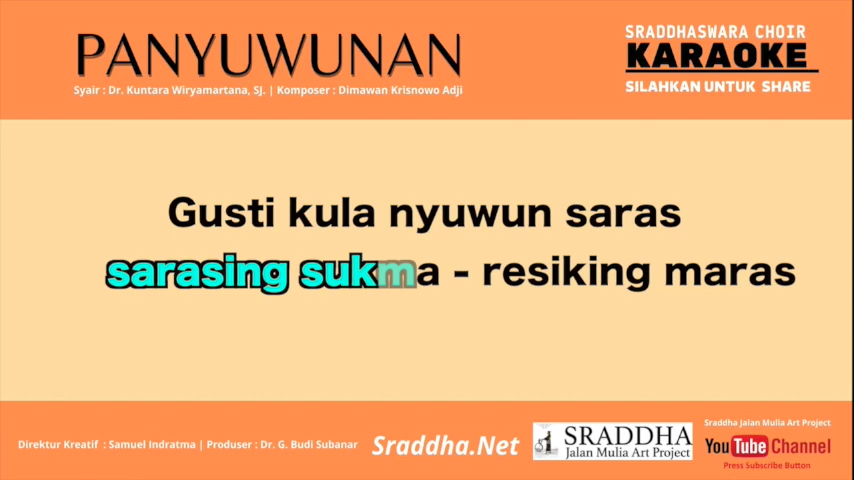 PANYUWUNAN
Syair : Dr. Kuntara Wiryamartana, SJ. | Komposer : Dimawan Krisnowo Adji
SRADDHASWARA CHOIR
KARAOKE
SILAHKAN UNTUK SHARE
Gusti kula nyuwun saras
sarasing sukma - resiking maras
Direktur Kreatif : Samuel Indratma | Produser : Dr. G. Budi Subanar
Sraddha.Net
SRADDHA
Jalan Mulia Art Project
Sraddha Jalan Mulia Art Project
YouTube Channel
Press Subscribe Button